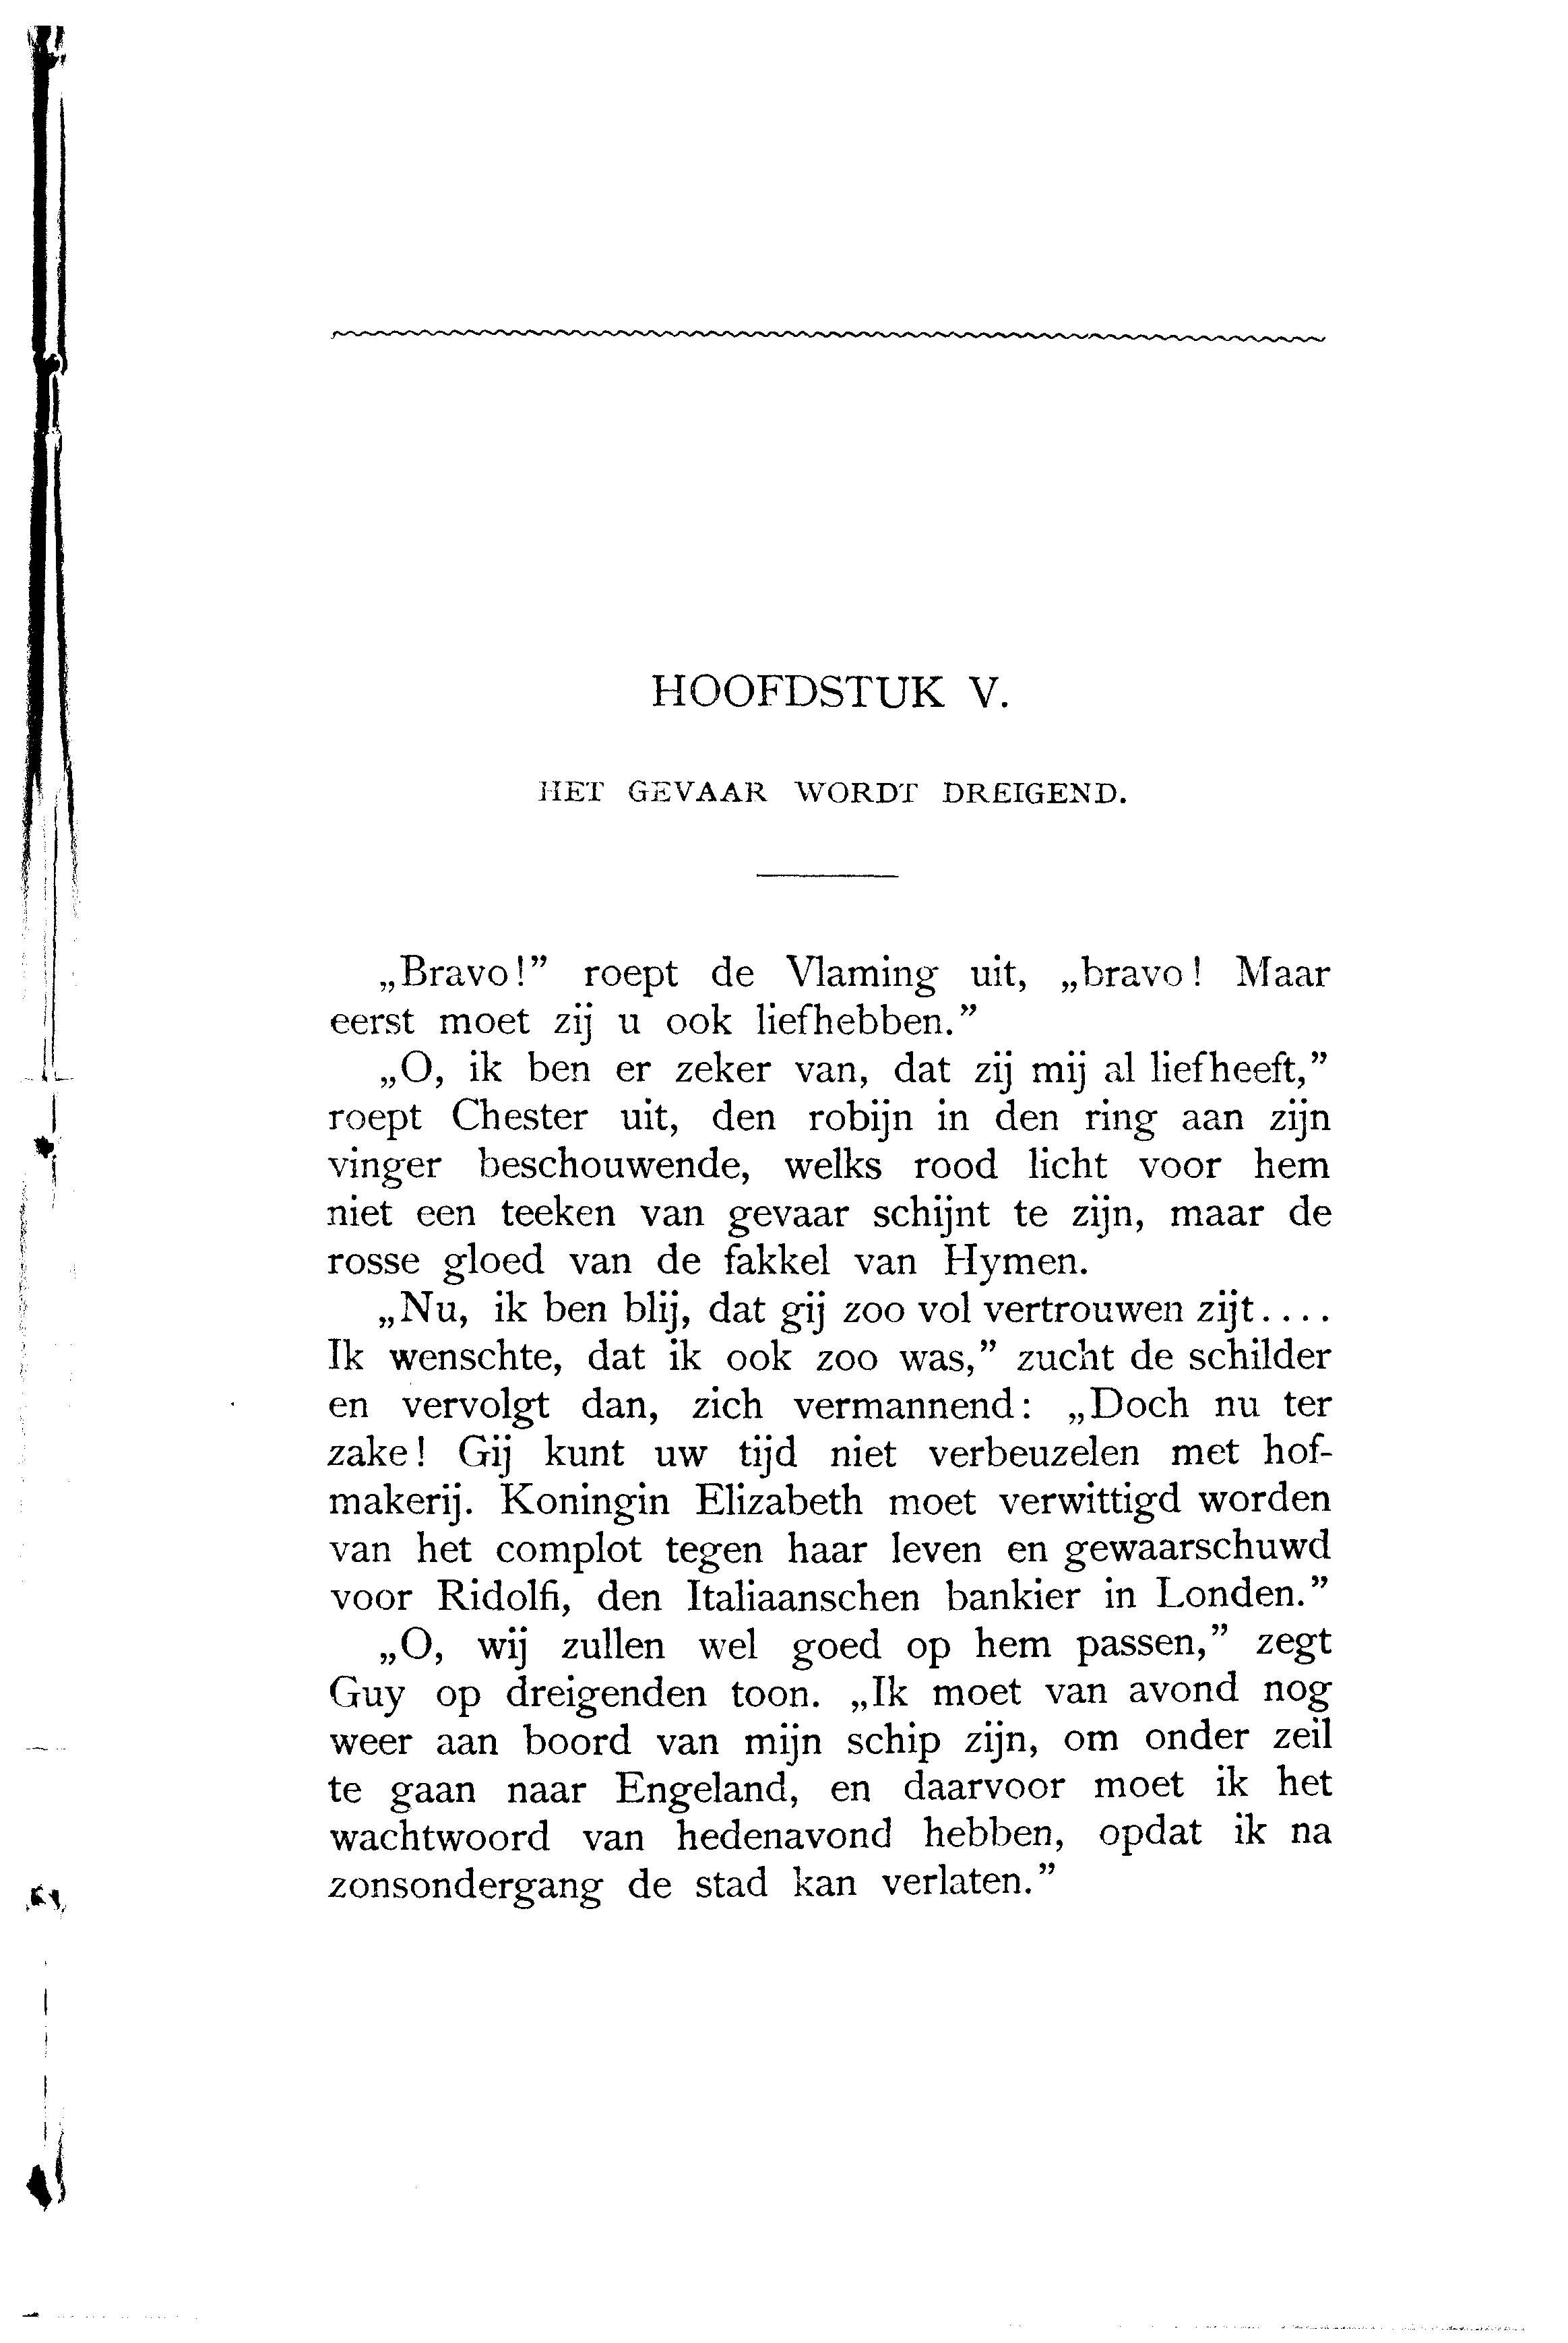 HOOFDSTUK V.
HET GEVAAR WORDT DREIGEND.
„Bravo!” roept de Vlaming uit, „bravo! Maar
eerst moet zij u ook liefhebben.”
„O, ik ben er zeker van, dat zij mij al liefheeft,”
roept Chester uit, den robijn in den ring aan zijn
vinger beschouwende, welks rood licht voor hem
niet een teeken van gevaar schijnt te zijn, maar de
rosse gloed van de fakkel van Hymen.
„Nu, ik ben blij, dat gij zoo vol vertrouwen zijt....
Ik wenschte, dat ik ook zoo was,” zucht de schilder
en vervolgt dan, zich vermannend: „Doch nu ter
zake! Gij kunt uw tijd niet verbeuzelen met hof-
makerij. Koningin Elizabeth moet verwittigd worden
van het complot tegen haar leven en gewaarschuwd
voor Ridolfi, den Italiaanschen bankier in Londen.”
„O, wij zullen wel goed op hem passen,” zegt
Guy op dreigenden toon. „Ik moet van avond nog
weer aan boord van mijn schip zijn, om onder zeil
te gaan naar Engeland, en daarvoor moet ik het
wachtwoord van hedenavond hebben, opdat ik na
zonsondergang de stad kan verlaten.”